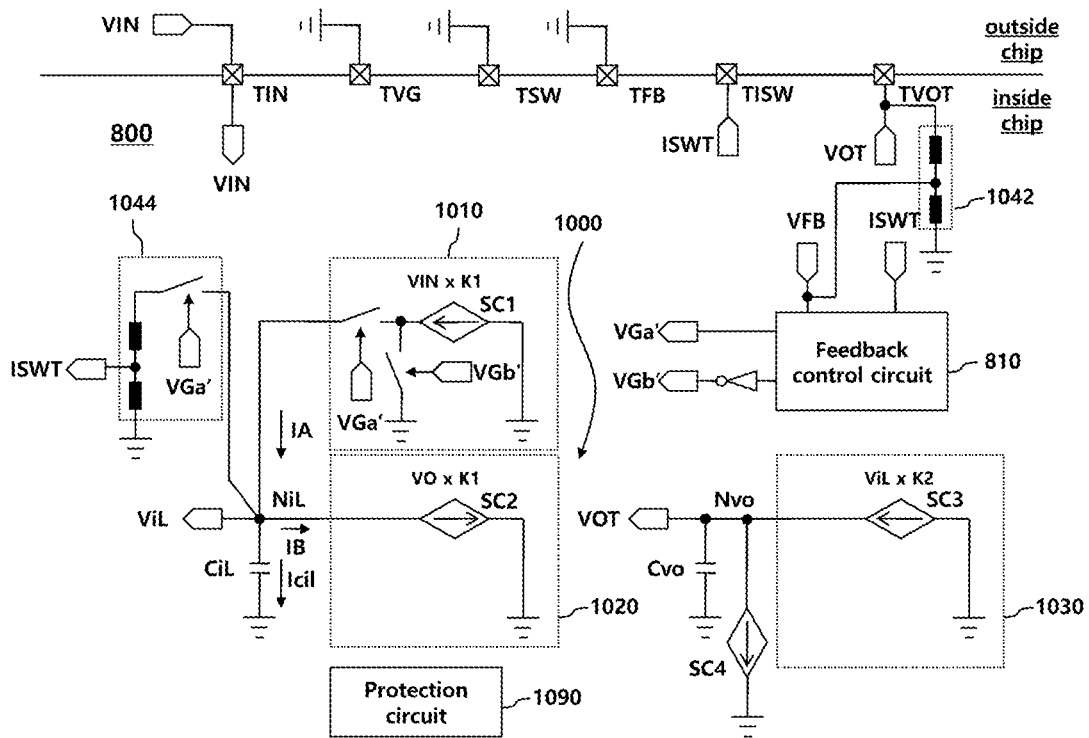 VIN
outside
chip
TIN
TVG
TSW
TFB
TISW
TVOT
inside
chip
800
VIN
ISWT
VOT
1042
1044
1010
1000
VFB
ISWT
VIN x K1
SC1
VGa'
VGb'
ISWT
VGa'
VGb'
VGa'
Feedback
control circuit
810
IA
VO x K1
SC2
ViL x K2
SC3
ViL
NiL
IB
VOT
Nvo
CiL
Icil
Cvo
1020
1030
SC4
Protection
circuit
1090